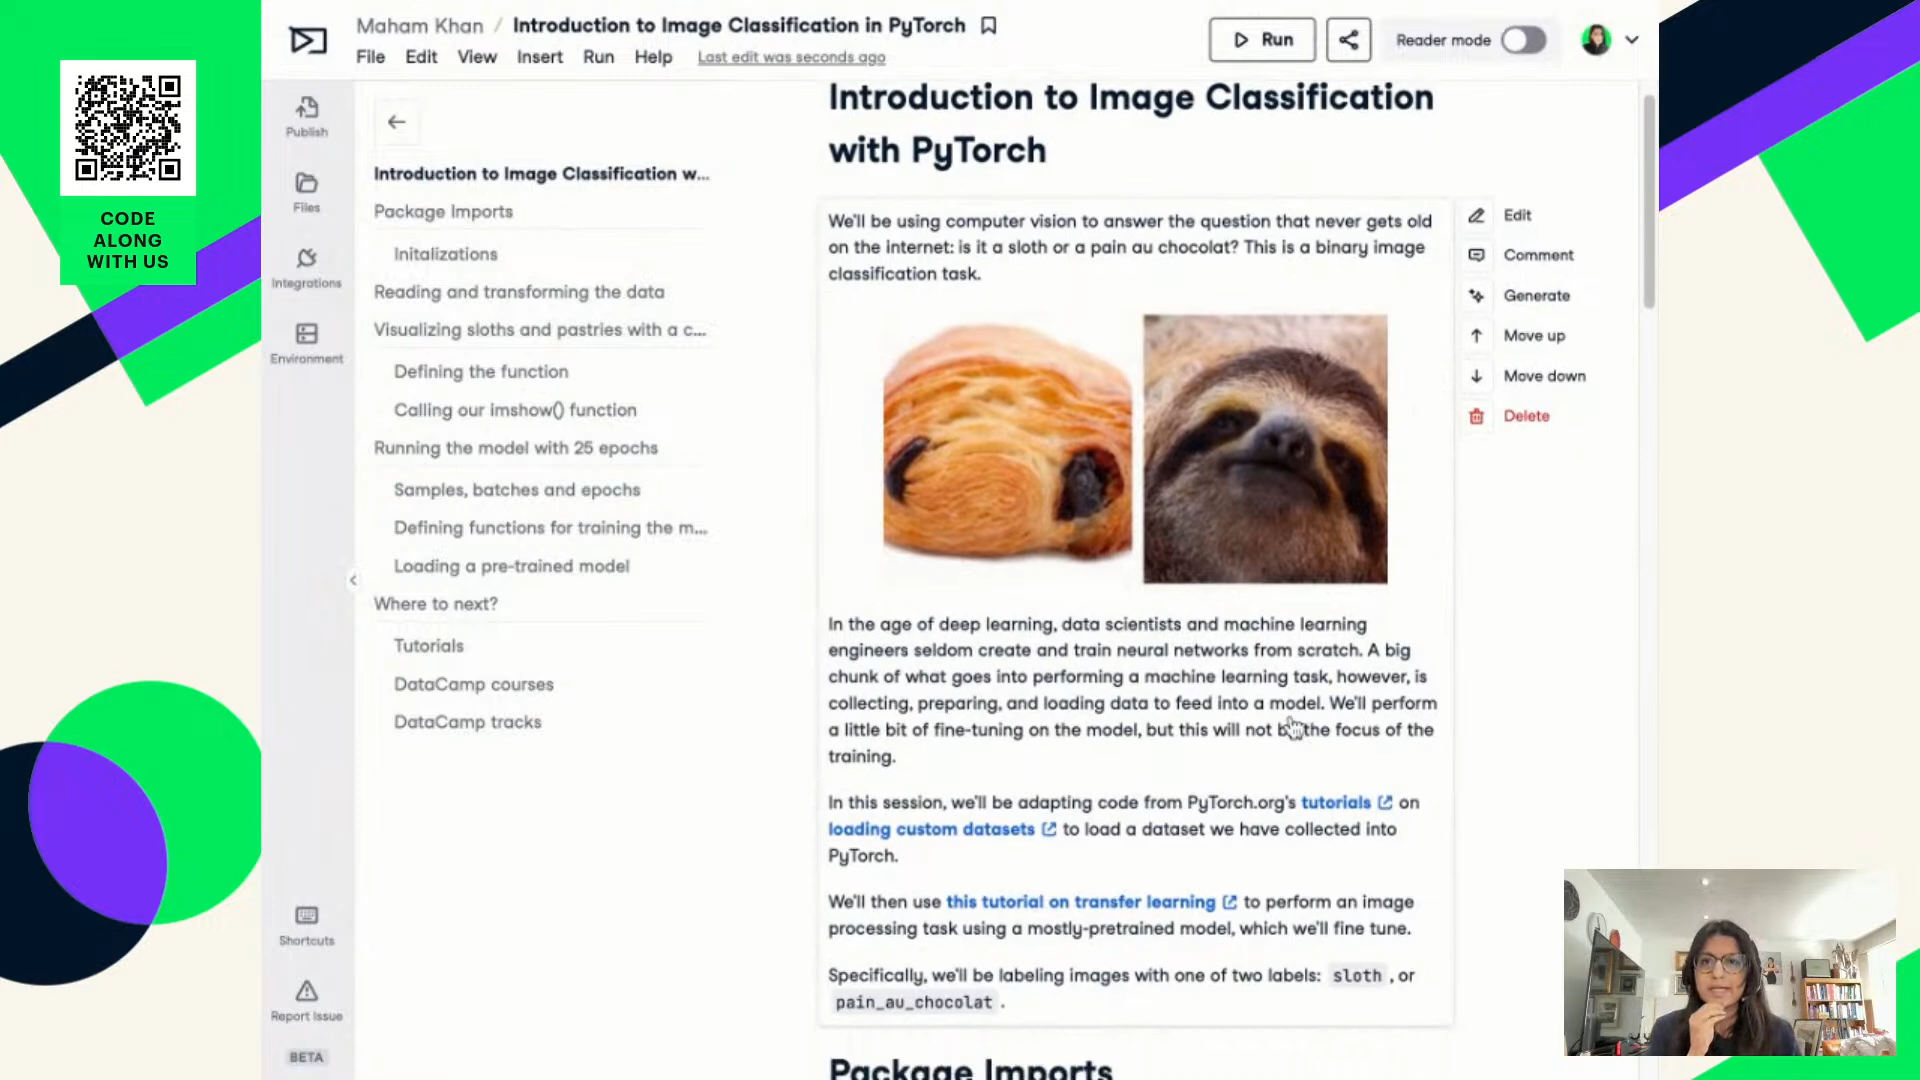 CODE
ALONG
WITH US
Maham Khan / Introduction to Image Classification in PyTorch
File Edit View Insert Run Help Last edit was seconds ago
Run
Reader mode
Publish
Files
Integrations
Environment
Shortcuts
Report Issue
BETA
Introduction to Image Classification w...
Package Imports
Initalizations
Reading and transforming the data
Visualizing sloths and pastries with a c...
Defining the function
Calling our imshow() function
Running the model with 25 epochs
Samples, batches and epochs
Defining functions for training the m...
Loading a pre-trained model
Where to next?
Tutorials
DataCamp courses
DataCamp tracks
Introduction to Image Classification
with PyTorch
We'll be using computer vision to answer the question that never gets old
on the internet: is it a sloth or a pain au chocolat? This is a binary image
classification task.
In the age of deep learning, data scientists and machine learning
engineers seldom create and train neural networks from scratch. A big
chunk of what goes into performing a machine learning task, however, is
collecting, preparing, and loading data to feed into a model. We'll perform
a little bit of fine-tuning on the model, but this will not be the focus of the
training.
In this session, we'll be adapting code from PyTorch.org's tutorials on
loading custom datasets to load a dataset we have collected into
PyTorch.
We'll then use this tutorial on transfer learning to perform an image
processing task using a mostly-pretrained model, which we'll fine tune.
Specifically, we'll be labeling images with one of two labels: sloth , or
pain_au_chocolat .
Package Imports
Edit
Comment
Generate
Move up
Move down
Delete